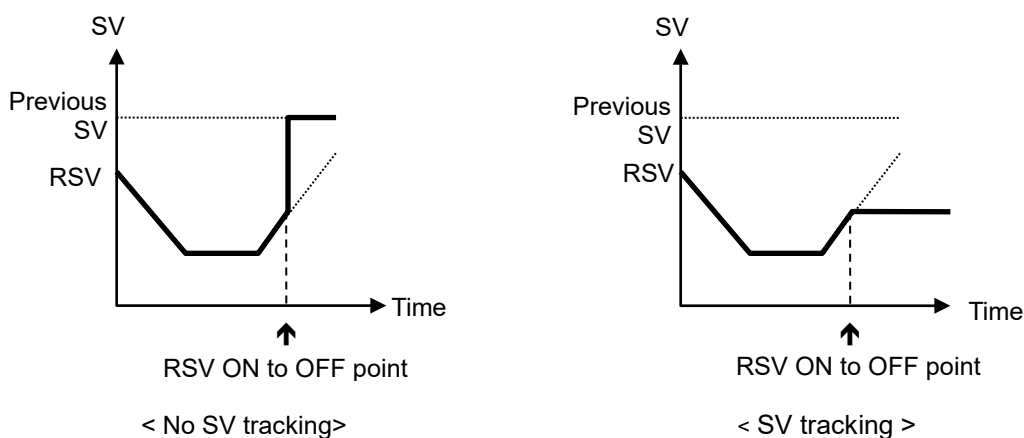 SV
Previous
SV
RSV
Time
RSV ON to OFF point
< No SV tracking>
SV
Previous
SV
RSV
Time
RSV ON to OFF point
< SV tracking >